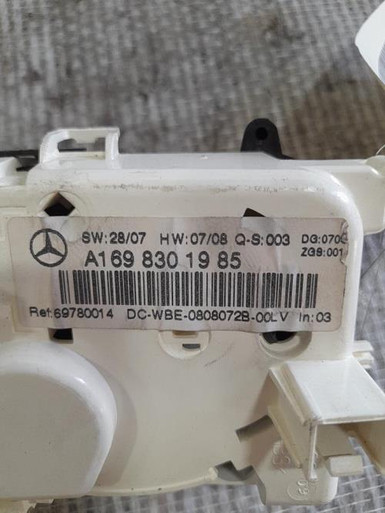 SW:28/07 HW:07/08 Q-S:003 DG:070
ZGS:001
A169 830 19 85
Ref:69780014 DC-WBE-0808072B-00LV In:03